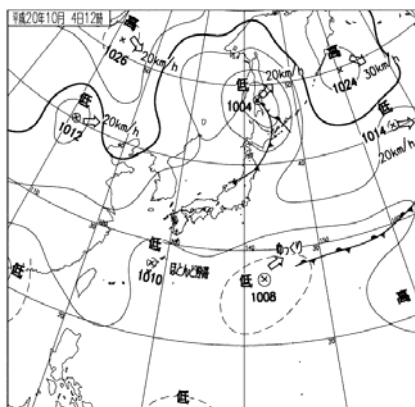 平成20年10月 4日12時
高
1026
20km/h
低
1004
20km/h
高
1024
30km/h
低
1012
20km/h
低
1014
20km/h
低
1010
ほとんど停滞
低
1008
ゆっくり
低
高
低